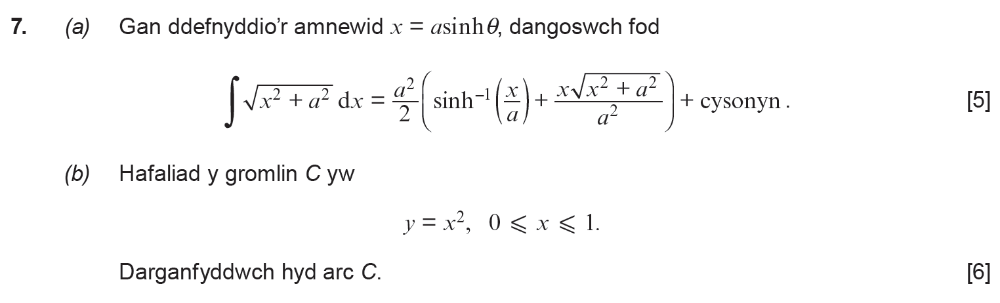 7. (a) Gan ddefnyddio'r amnewid x = asinhθ, dangoswch fod
∫√(x² + a²) dx = a²/2 (sinh⁻¹(x/a) + x√(x² + a²)/a²) + cysonyn . [5]
(b) Hafaliad y gromlin C yw
y = x², 0 ⩽ x ⩽ 1.
Darganfyddwch hyd arc C. [6]